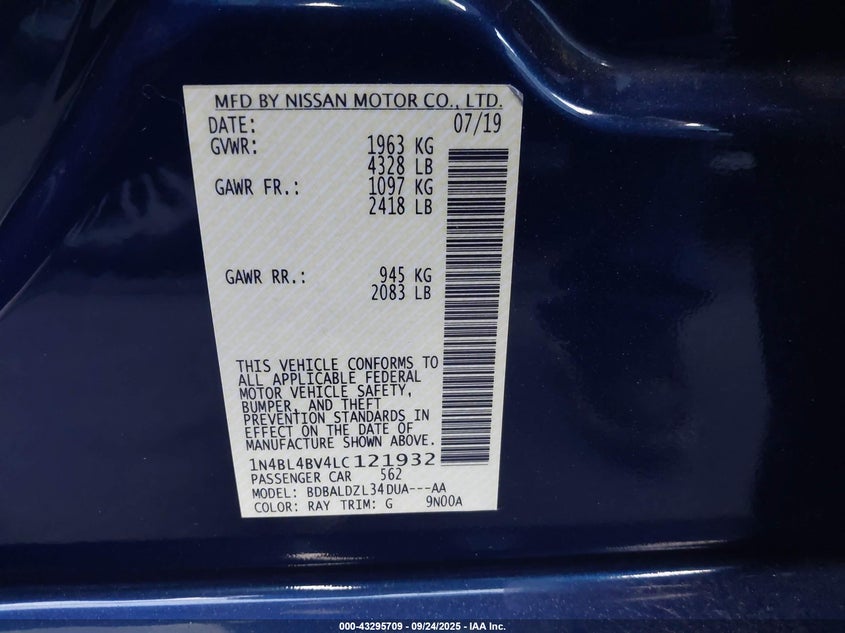 MFD BY NISSAN MOTOR CO., LTD.
DATE: 07/19
GVWR: 1963 KG
4328 LB
GAWR FR.: 1097 KG
2418 LB
GAWR RR.: 945 KG
2083 LB
THIS VEHICLE CONFORMS TO
ALL APPLICABLE FEDERAL
MOTOR VEHICLE SAFETY,
BUMPER, AND THEFT
PREVENTION STANDARDS IN
EFFECT ON THE DATE OF
MANUFACTURE SHOWN ABOVE.
1N4BL4BV4LC121932
PASSENGER CAR 562
MODEL: BDBALDZL34DUA---AA
COLOR: RAY TRIM: G 9N00A
000-43295709 - 09/24/2025 - IAA Inc.